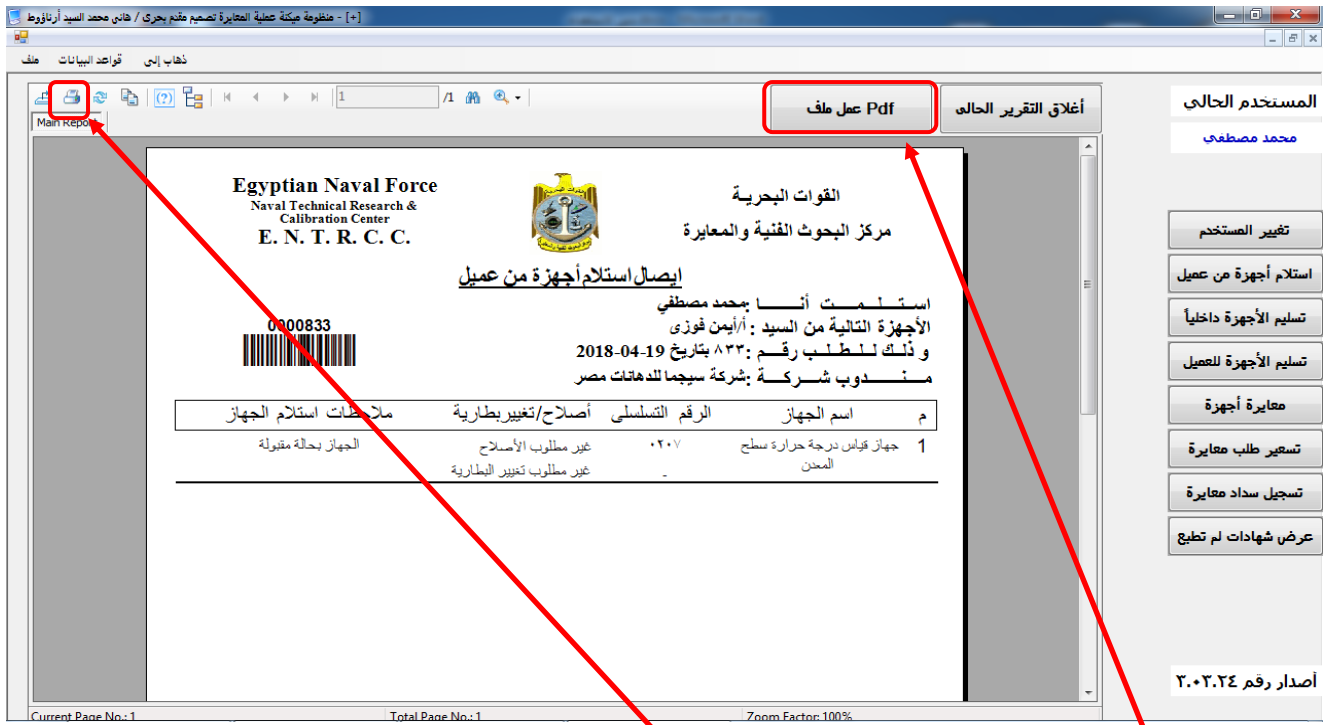 [+] - منظومة ميكنة عملية المعايرة تصميم مقدم بحرى / هانى محمد السيد أرناؤوط
ملف قواعد البيانات ذهاب إلى
1 /1
Main Report
عمل ملف Pdf
أغلاق التقرير الحالى
المستخدم الحالي
محمد مصطفي
تغيير المستخدم
استلام أجهزة من عميل
تسليم الأجهزة داخلياً
تسليم الأجهزة للعميل
معايرة أجهزة
تسعير طلب معايرة
تسجيل سداد معايرة
عرض شهادات لم تطبع
أصدار رقم ٣.٠٢.٢٤
Egyptian Naval Force
Naval Technical Research &
Calibration Center
E. N. T. R. C. C.
القوات البحرية
مركز البحوث الفنية والمعايرة
ايصال استلام أجهزة من عميل
0000833
استلمت أنا :محمد مصطفي
الأجهزة التالية من السيد : أ/أيمن فوزى
و ذلك للطلب رقم :٨٣٣ بتاريخ 19-04-2018
مندوب شركة :شركة سيجما للدهانات مصر
م اسم الجهاز الرقم التسلسلى أصلاح/تغييربطارية ملاحظات استلام الجهاز
1 جهاز قياس درجة حرارة سطح ٠٢٠٧ غير مطلوب الأصلاح الجهاز بحالة مقبولة
المعدن - غير مطلوب تغيير البطارية
Current Page No.: 1 Total Page No.: 1 Zoom Factor: 100%